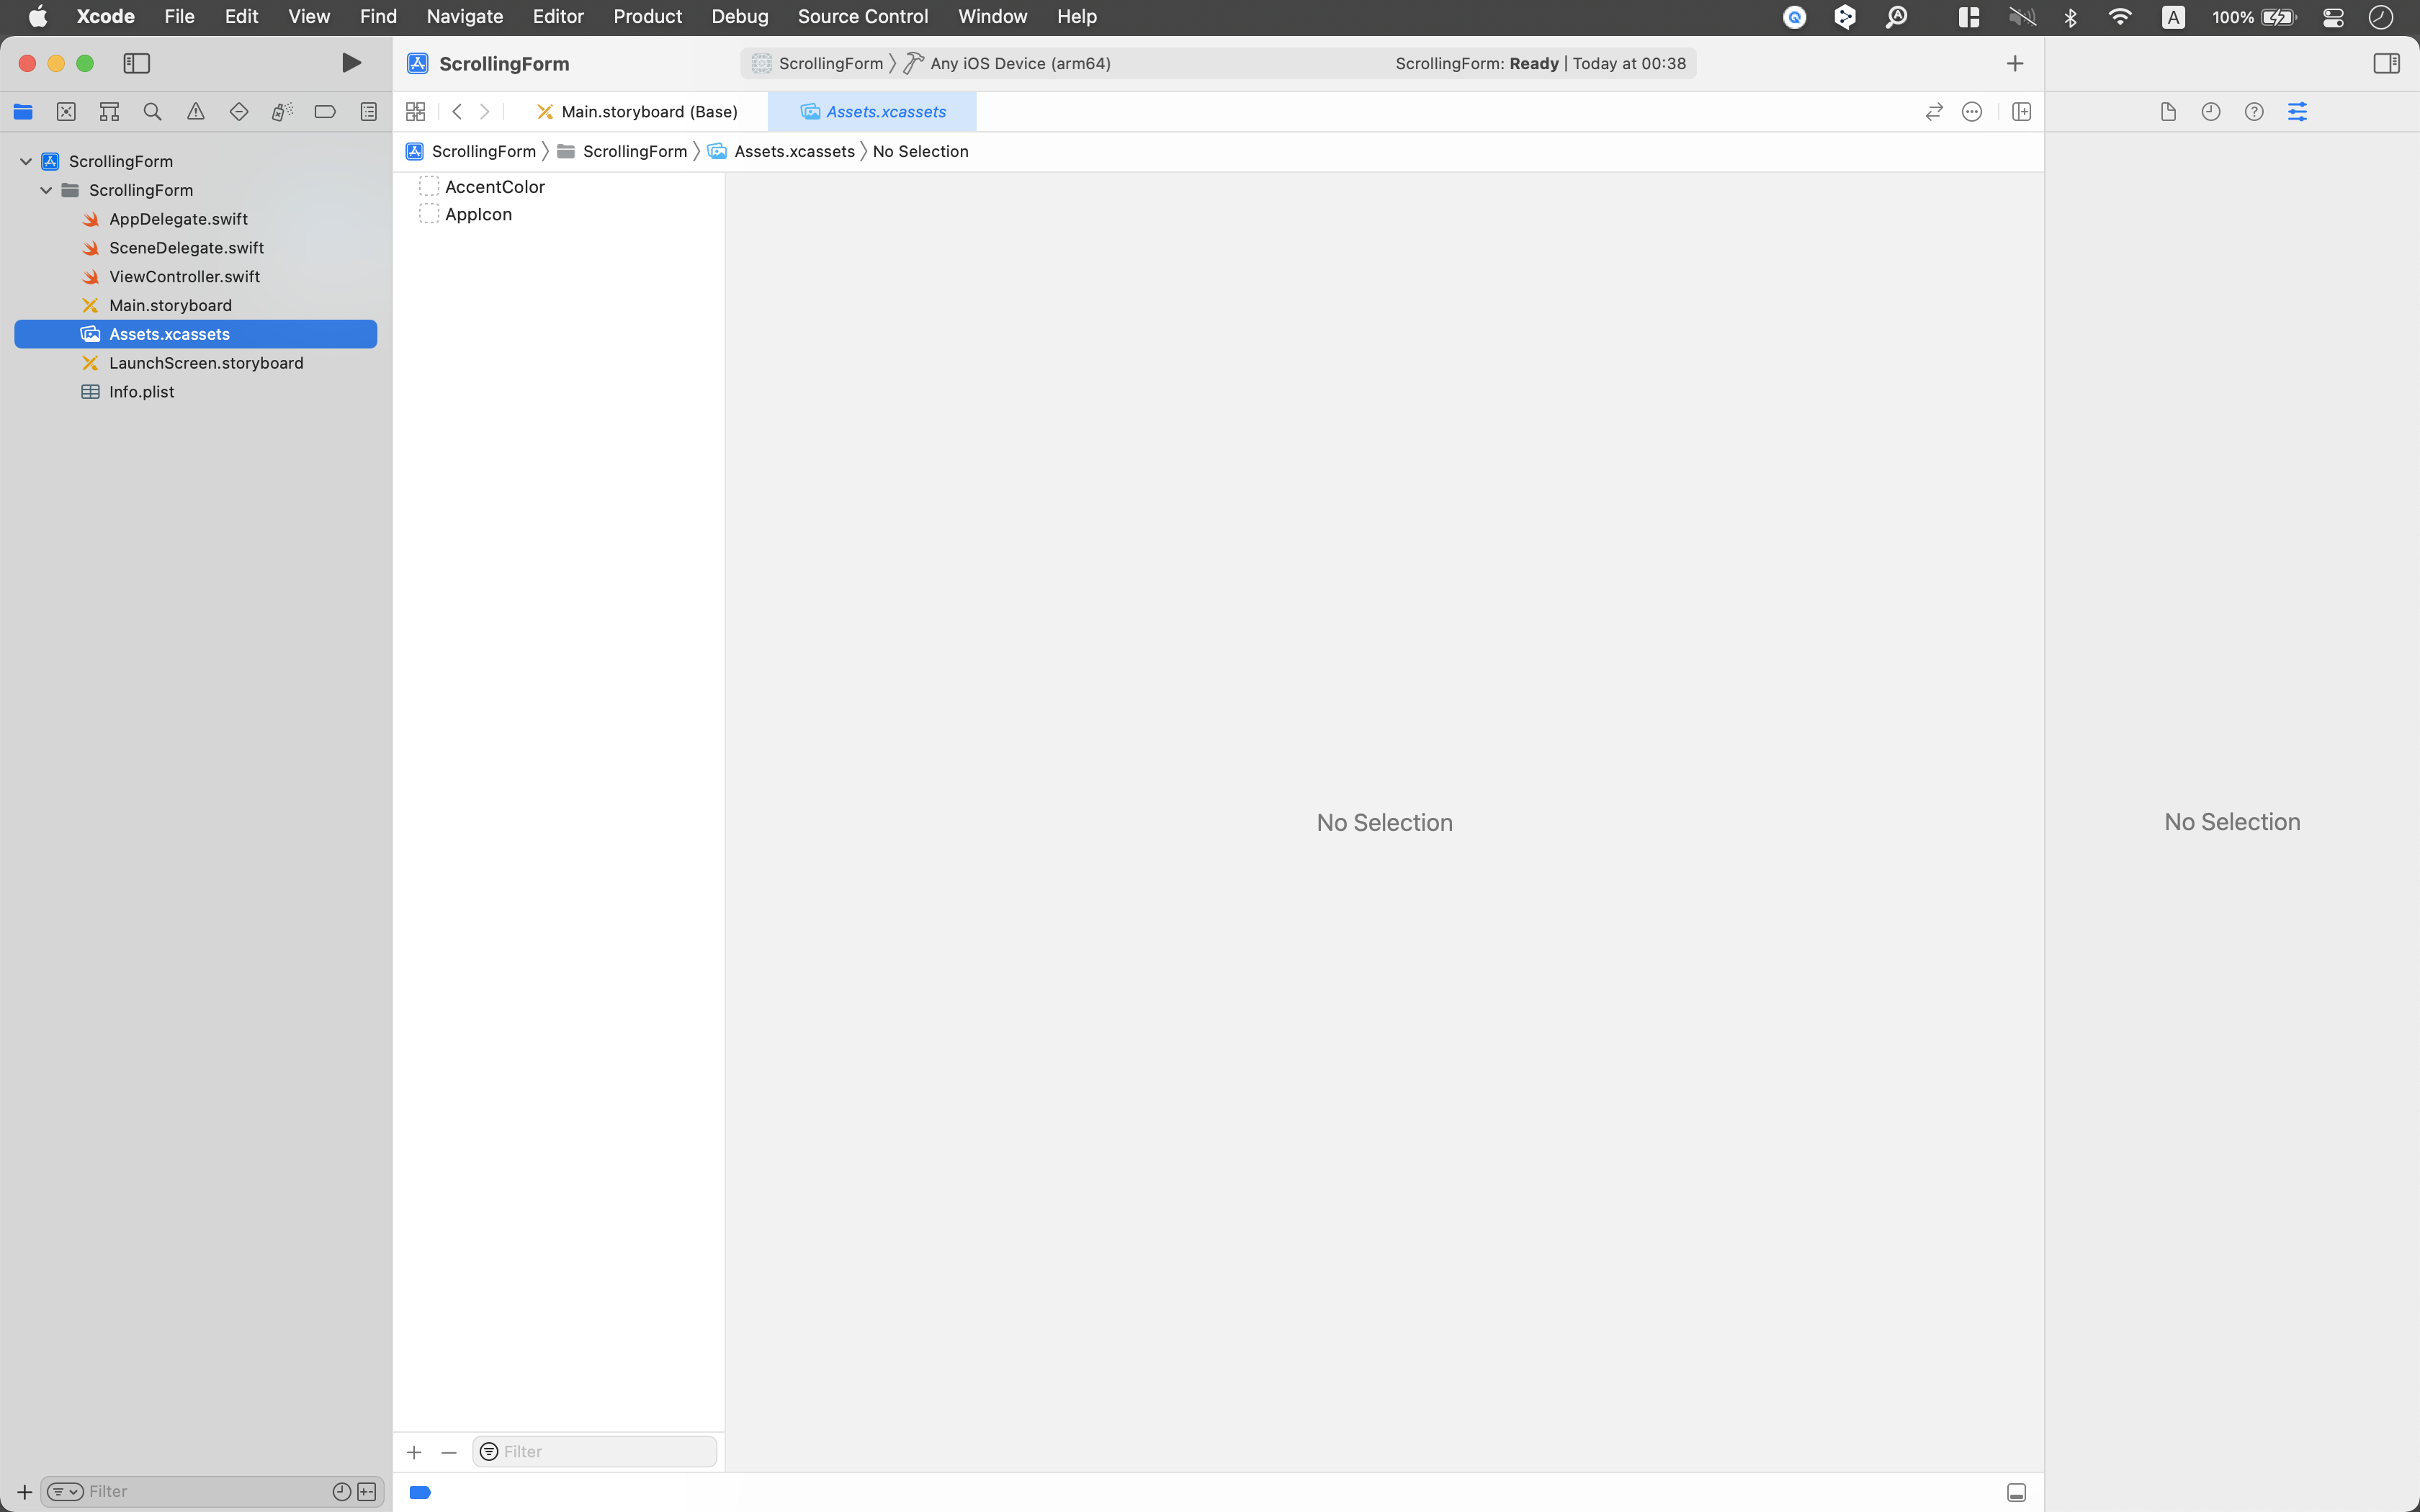 Xcode File Edit View Find Navigate Editor Product Debug Source Control Window Help A 100%
ScrollingForm ScrollingForm Any iOS Device (arm64) ScrollingForm: Ready | Today at 00:38
Main.storyboard (Base) Assets.xcassets
ScrollingForm ScrollingForm Assets.xcassets No Selection
ScrollingForm
ScrollingForm
AppDelegate.swift
SceneDelegate.swift
ViewController.swift
Main.storyboard
Assets.xcassets
LaunchScreen.storyboard
Info.plist
AccentColor
AppIcon
No Selection
No Selection
Filter
Filter